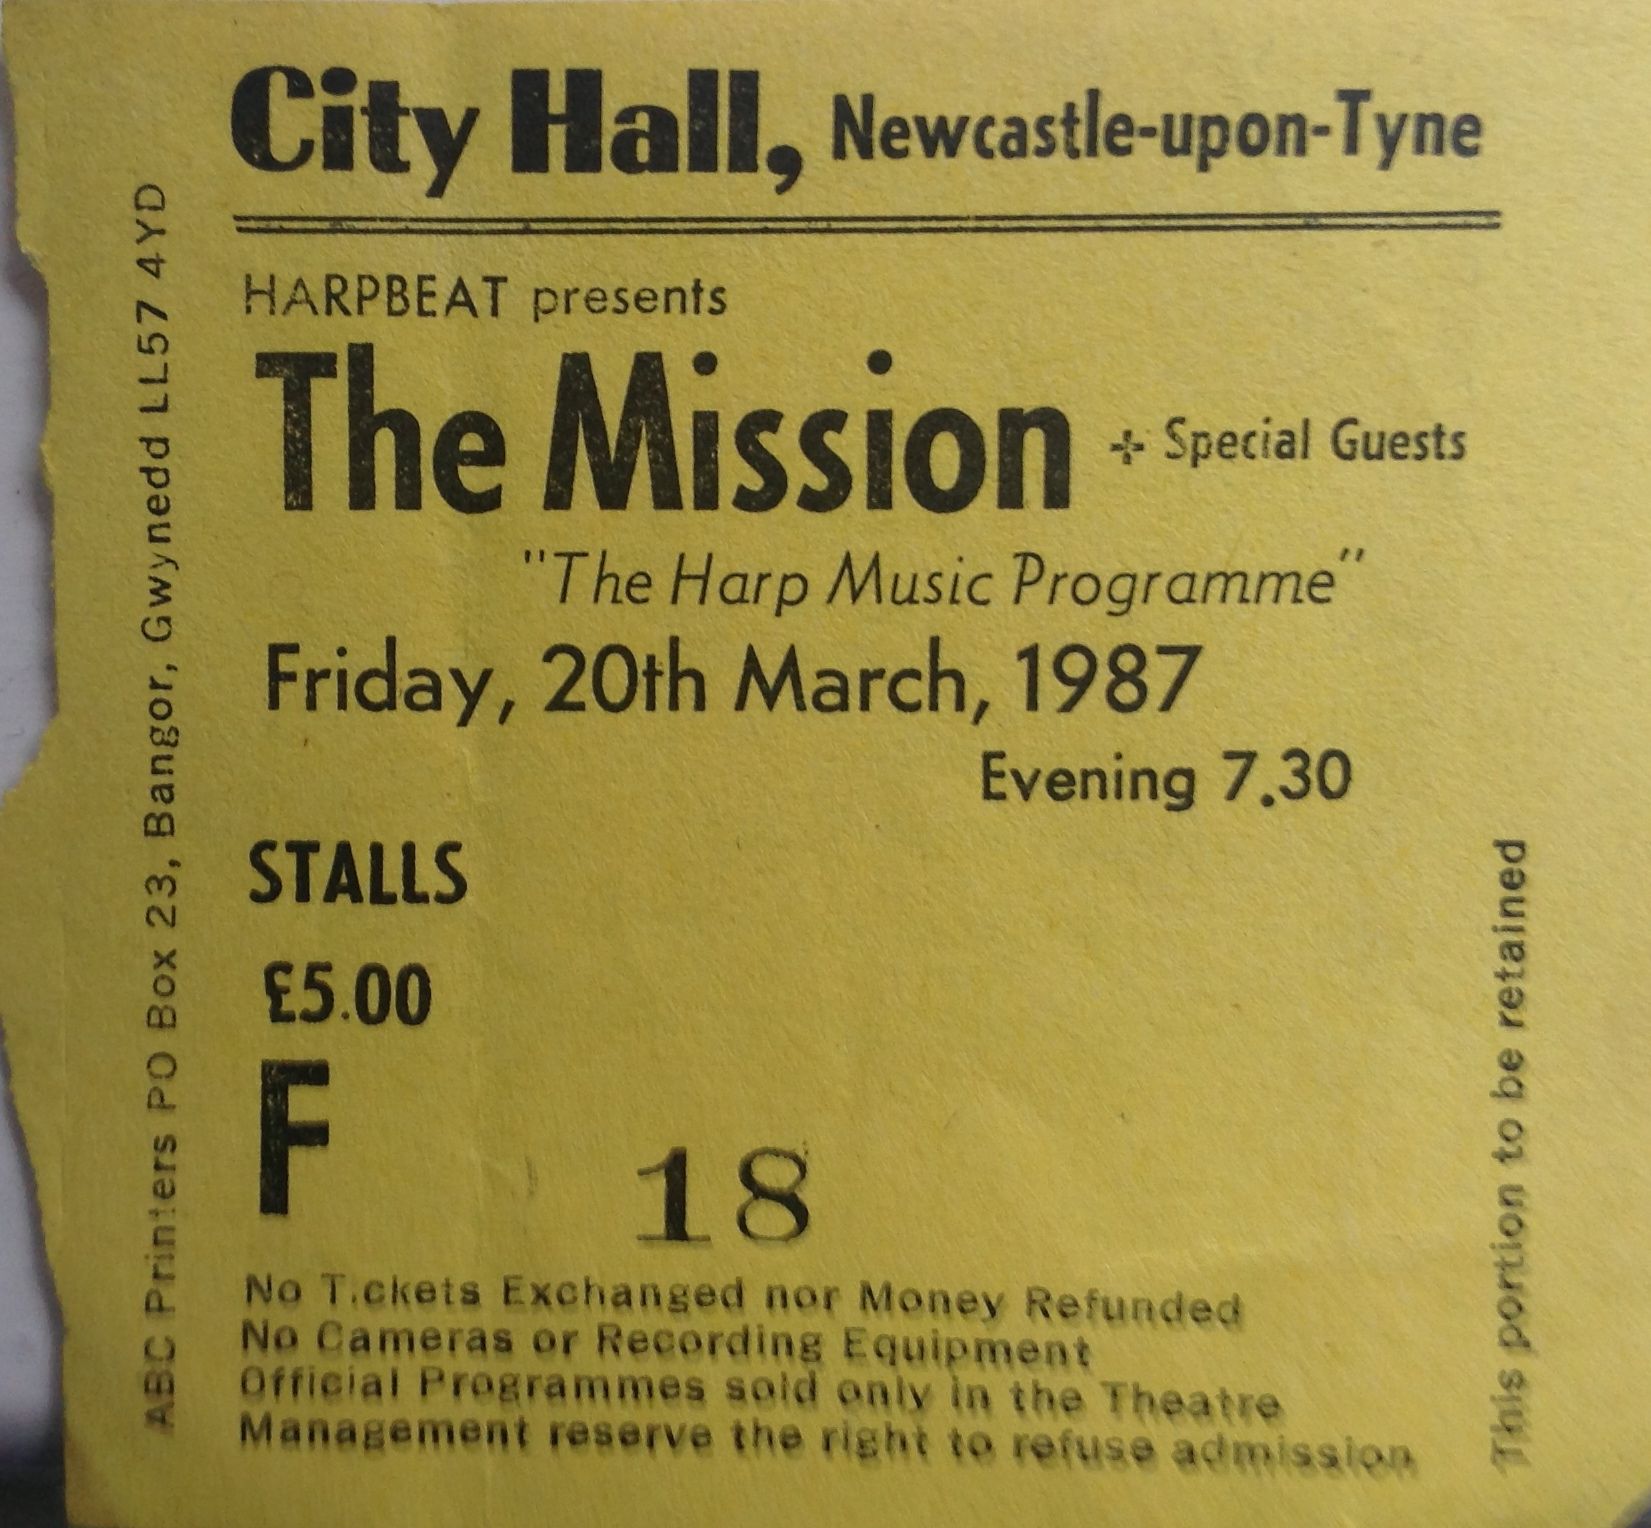 City Hall, Newcastle-upon-Tyne
HARPBEAT presents
The Mission + Special Guests
"The Harp Music Programme"
Friday, 20th March, 1987
Evening 7.30
STALLS
£5.00
F 18
No T.ckets Exchanged nor Money Refunded
No Cameras or Recording Equipment
Official Programmes sold only in the Theatre
Management reserve the right to refuse admission
ABC Printers PO Box 23, Bangor, Gwynedd LL57 4YD
This portion to be retained